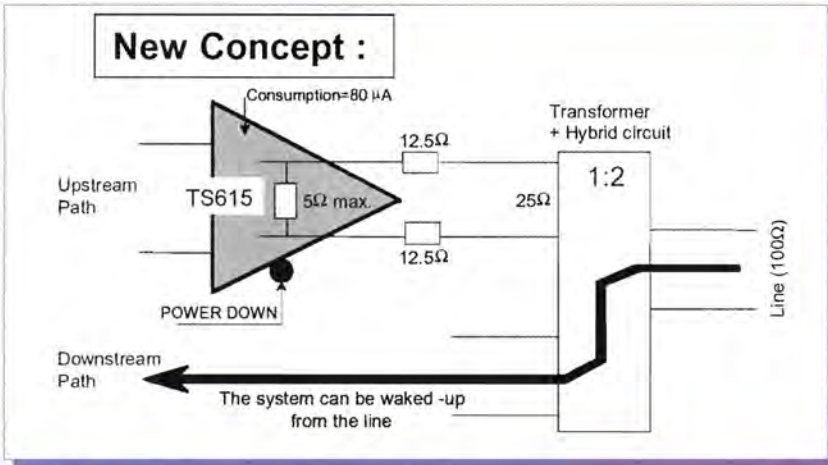 New Concept :
Consumption=80 µA
Transformer
+ Hybrid circuit
12.5Ω
1:2
Upstream
Path
TS615
5Ω max.
25Ω
12.5Ω
Line (100Ω)
POWER DOWN
Downstream
Path
The system can be waked -up
from the line